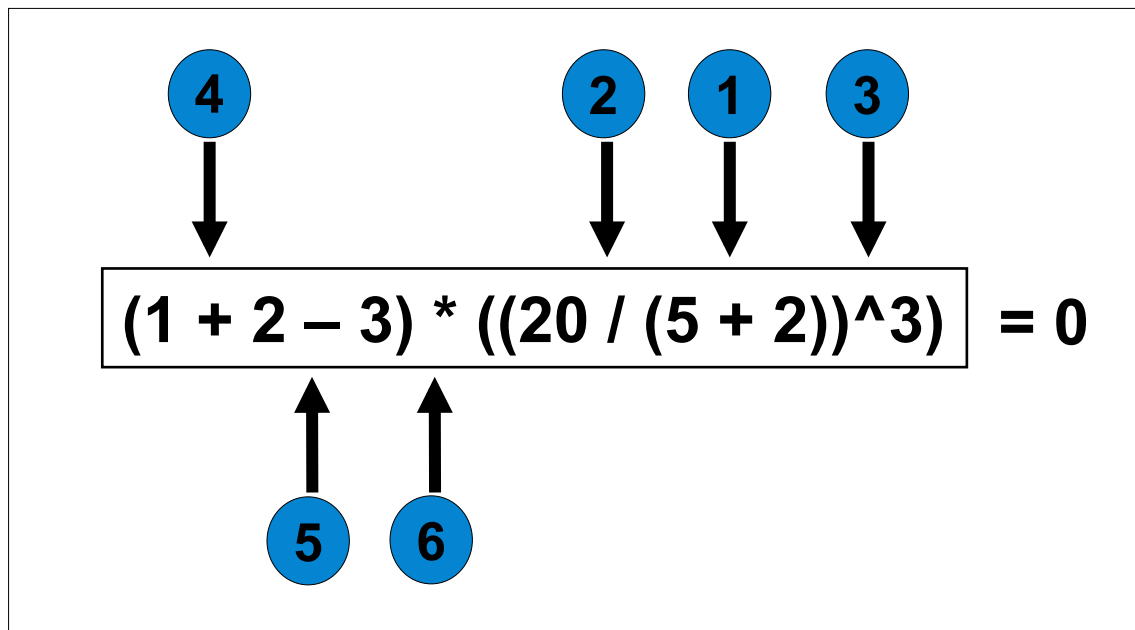 4 2 1 3
(1 + 2 – 3) * ((20 / (5 + 2))^3) = 0
5 6